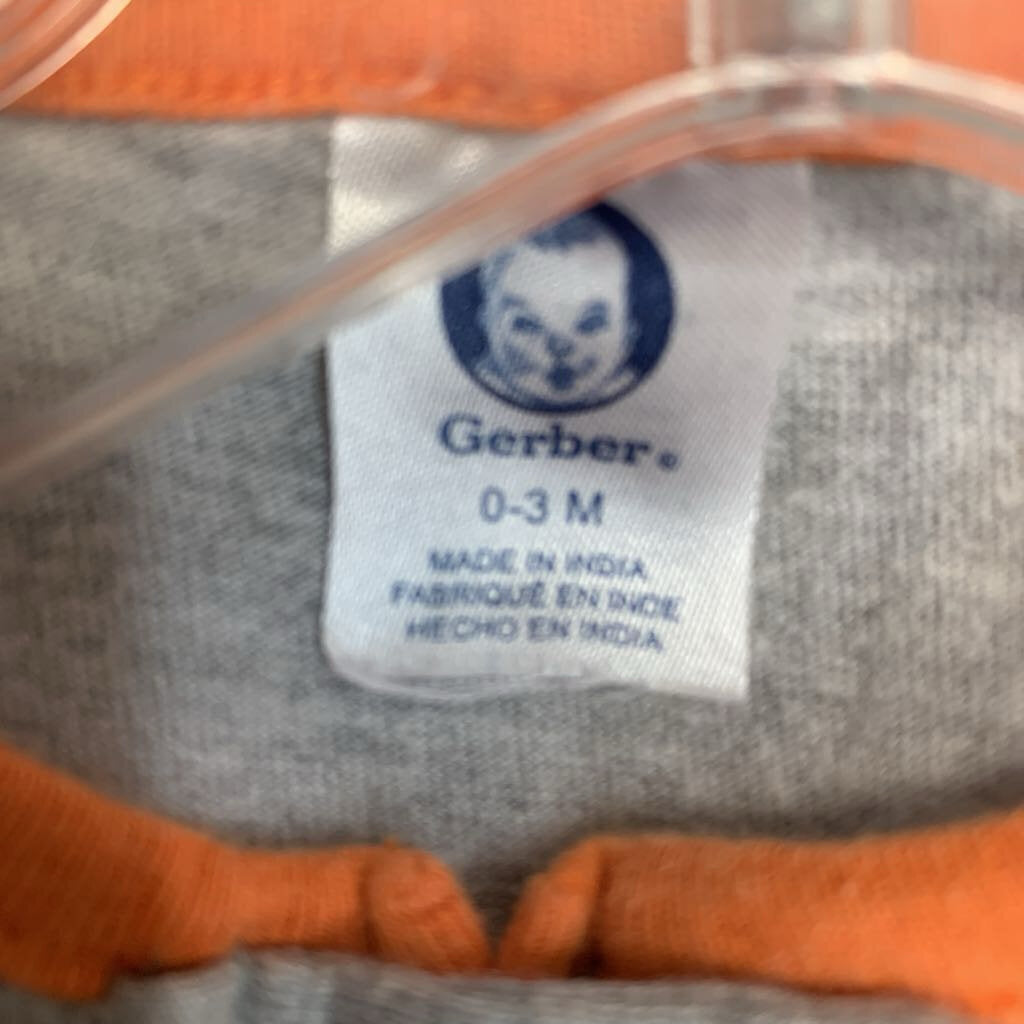 Gerber®
0-3 M
MADE IN INDIA
FABRIQUÉ EN INDE
HECHO EN INDIA